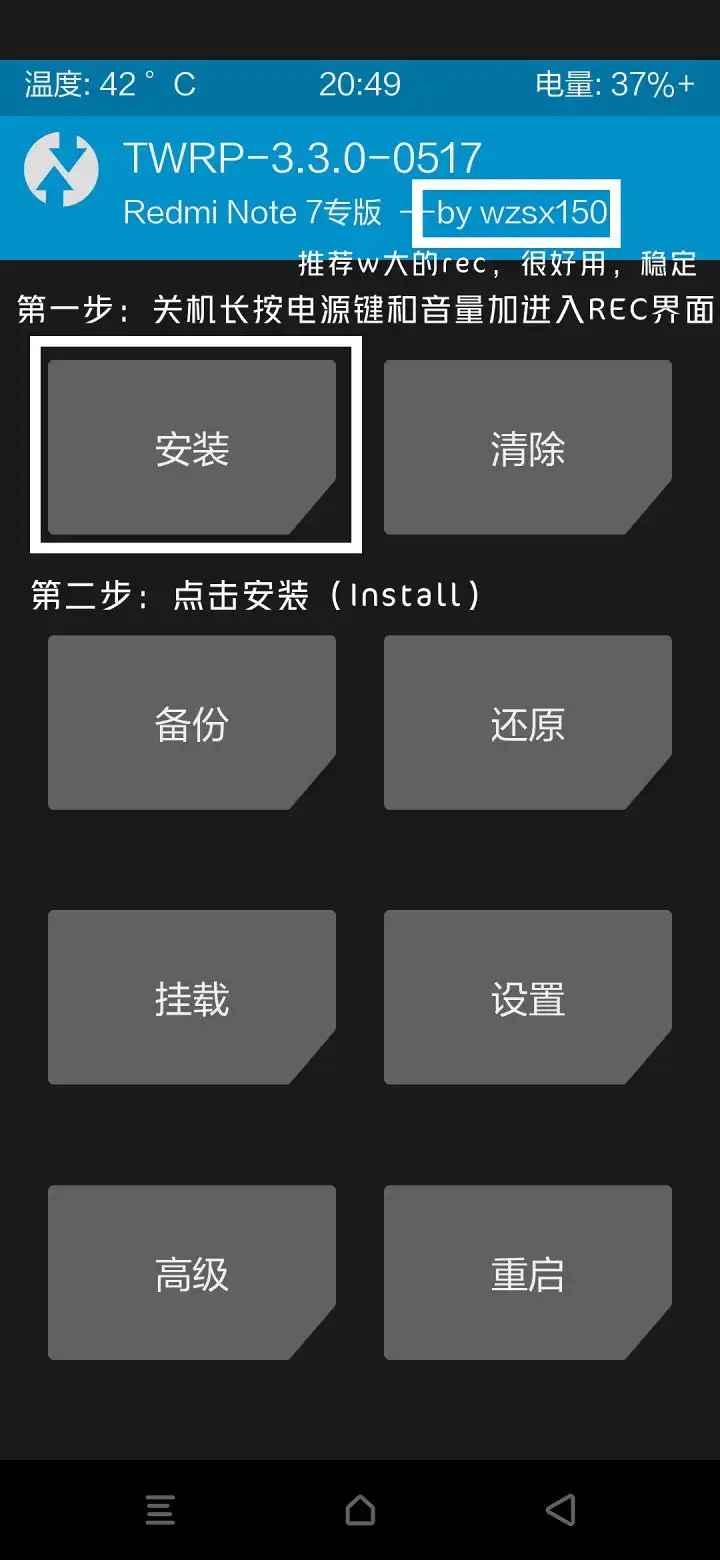 温度: 42 ° C 20:49 电量: 37%+
TWRP-3.3.0-0517
Redmi Note 7专版 —by wzsx150
推荐w大的rec，很好用，稳定
第一步：关机长按电源键和音量加进入REC界面
安装 清除
第二步：点击安装（Install）
备份 还原
挂载 设置
高级 重启